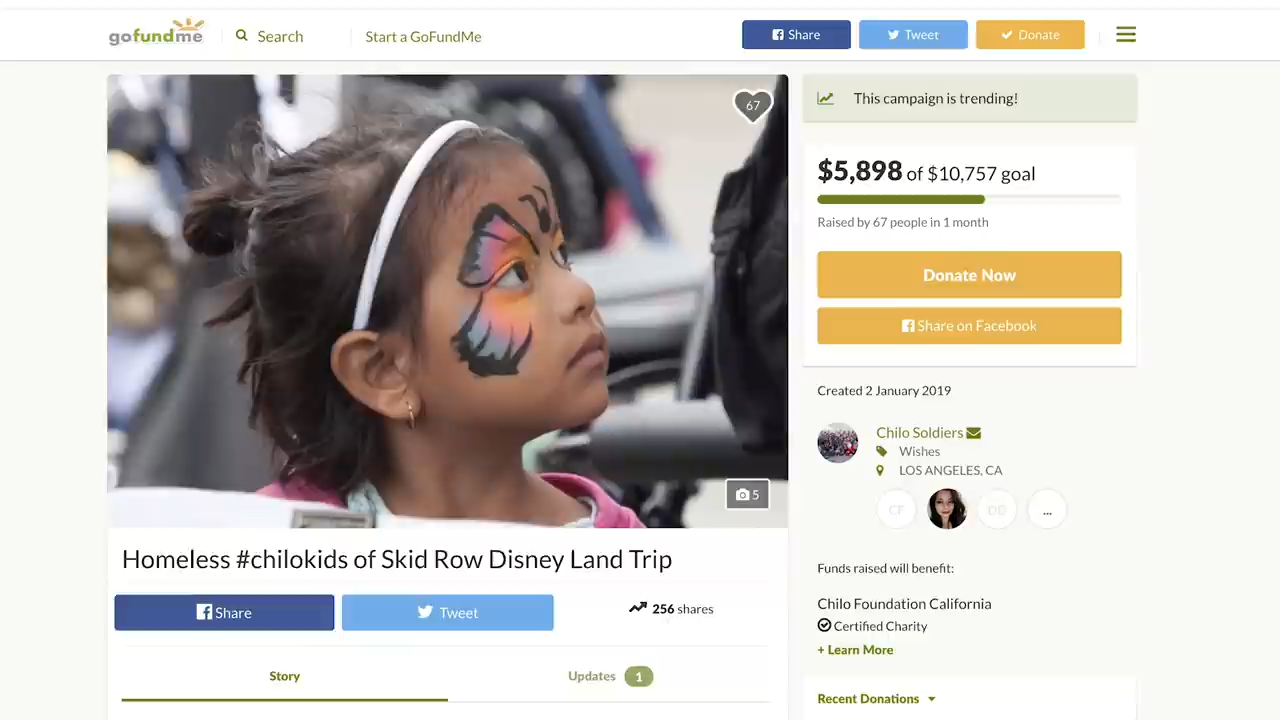 gofundme
Search
Start a GoFundMe
Share
Tweet
Donate
67
5
Homeless #chilokids of Skid Row Disney Land Trip
Share
Tweet
256 shares
Story
Updates 1
This campaign is trending!
$5,898 of $10,757 goal
Raised by 67 people in 1 month
Donate Now
Share on Facebook
Created 2 January 2019
Chilo Soldiers
Wishes
LOS ANGELES, CA
CF
DD
...
Funds raised will benefit:
Chilo Foundation California
Certified Charity
+ Learn More
Recent Donations